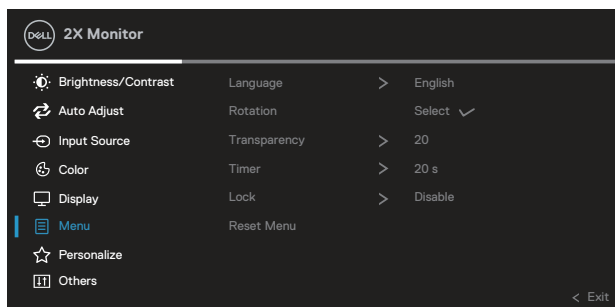 DELL 2X Monitor
Brightness/Contrast Language > English
Auto Adjust Rotation Select ✓
Input Source Transparency > 20
Color Timer > 20 s
Display Lock > Disable
Menu Reset Menu
Personalize
Others
< Exit